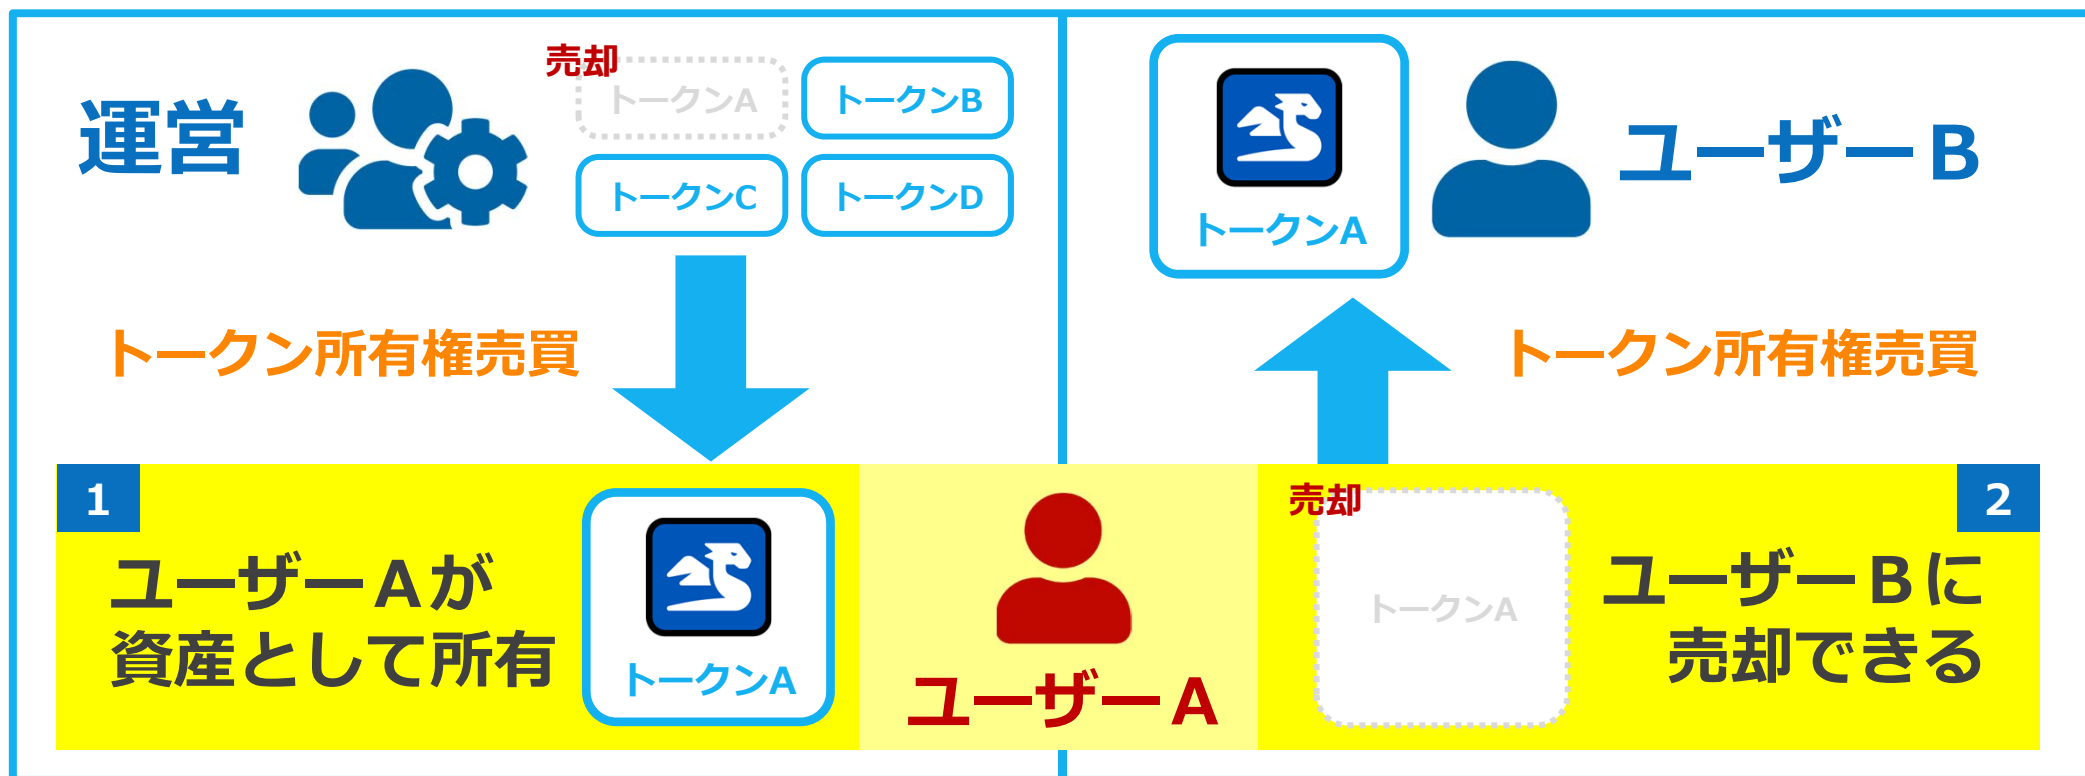 運営
売却
トークンA
トークンB
トークンC
トークンD
トークン所有権売買
トークンA
ユーザーB
トークン所有権売買
1
ユーザーAが
資産として所有
トークンA
ユーザーA
売却
トークンA
2
ユーザーBに
売却できる